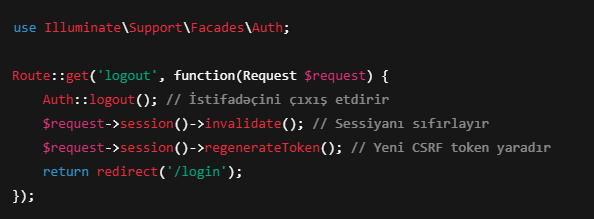 use Illuminate\Support\Facades\Auth;
Route::get('logout', function(Request $request) {
    Auth::logout(); // İstifadəçini çıxış etdirir
    $request->session()->invalidate(); // Sessiyanı sıfırlayır
    $request->session()->regenerateToken(); // Yeni CSRF token yaradır
    return redirect('/login');
});